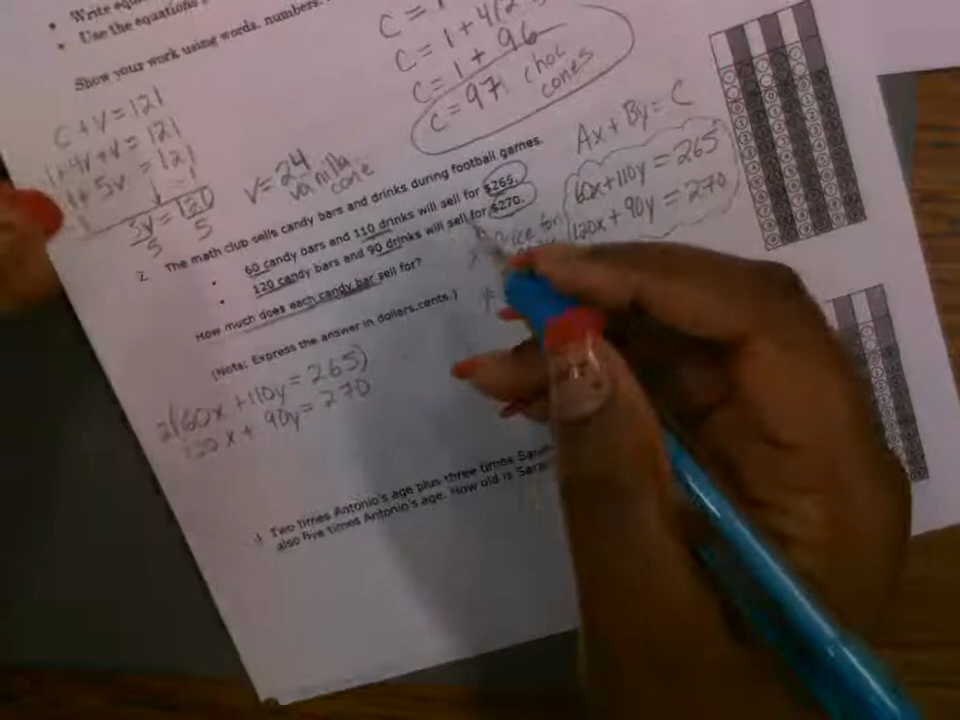 • Write equ
• Use the equations
Show your work using words, numbers,
C =
C = 1 + 4(2
C = 1 + 96
C = 97 choc
cones
C + V = 121
1+4V+V = 121
1+5V = 121
-1 -1
5V = 120
5 5
V = 24
vanilla
cone
Ax + By = C
60x+110y = 265
120x + 90y = 270
2. The math club sells candy bars and drinks during football games.
• 60 candy bars and 110 drinks will sell for $265.
• 120 candy bars and 90 drinks will sell for $270.
How much does each candy bar sell for?
(Note: Express the answer in dollars.cents.)
price for
2(60x +110y = 265)
120x + 90y = 270
Two times Antonio's age plus three times
also five times Antonio's age. How old is